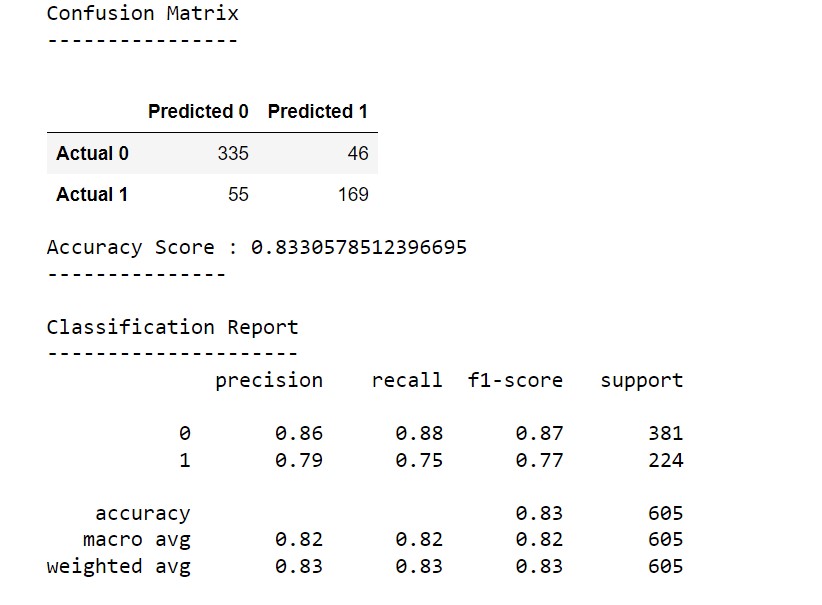 Confusion Matrix
----------------
Predicted 0 Predicted 1
Actual 0 335 46
Actual 1 55 169
Accuracy Score : 0.8330578512396695
---------------
Classification Report
---------------------
precision recall f1-score support
0 0.86 0.88 0.87 381
1 0.79 0.75 0.77 224
accuracy 0.83 605
macro avg 0.82 0.82 0.82 605
weighted avg 0.83 0.83 0.83 605